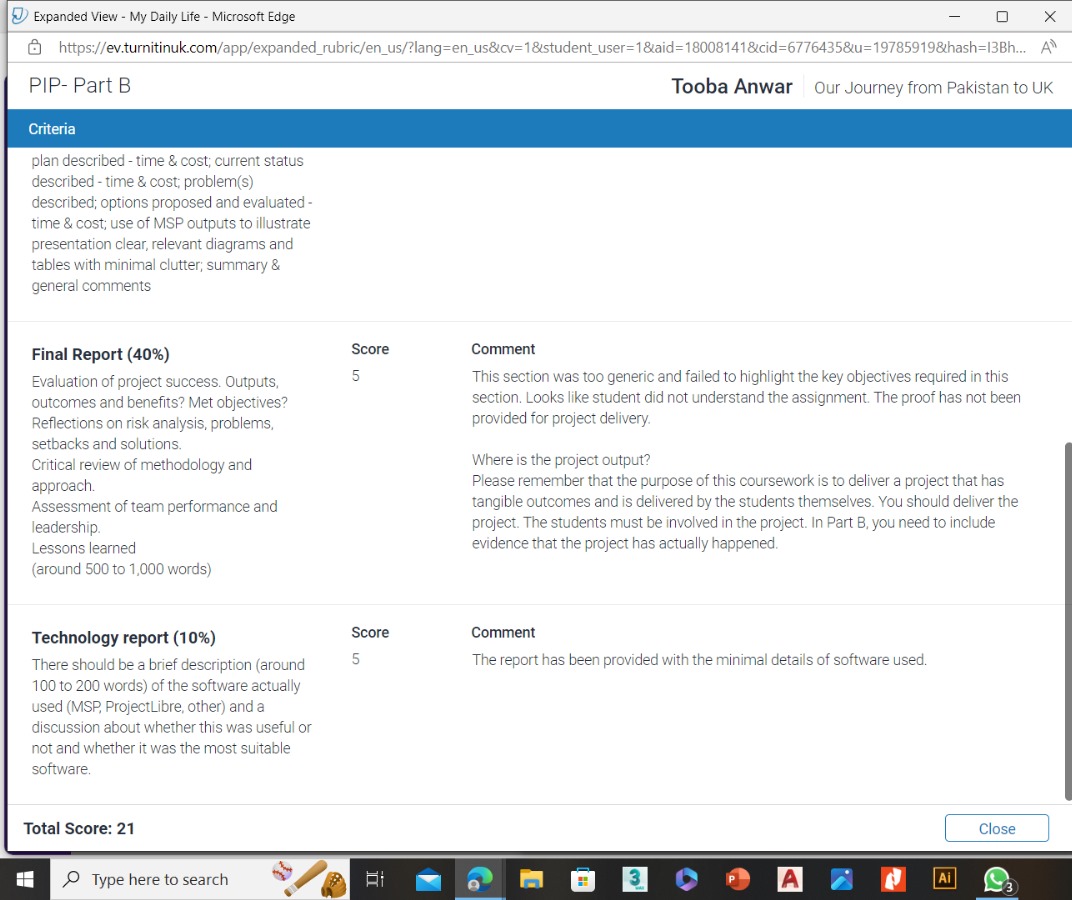 Expanded View - My Daily Life - Microsoft Edge
https://ev.turnitinuk.com/app/expanded_rubric/en_us/?lang=en_us&cv=1&student_user=1&aid=18008141&cid=6776435&u=19785919&hash=I3Bh...
PIP- Part B
Tooba Anwar
Our Journey from Pakistan to UK
Criteria
plan described - time & cost; current status
described - time & cost; problem(s)
described; options proposed and evaluated -
time & cost; use of MSP outputs to illustrate
presentation clear, relevant diagrams and
tables with minimal clutter; summary &
general comments
Final Report (40%)
Evaluation of project success. Outputs,
outcomes and benefits? Met objectives?
Reflections on risk analysis, problems,
setbacks and solutions.
Critical review of methodology and
approach.
Assessment of team performance and
leadership.
Lessons learned
(around 500 to 1,000 words)
Score
5
Comment
This section was too generic and failed to highlight the key objectives required in this
section. Looks like student did not understand the assignment. The proof has not been
provided for project delivery.
Where is the project output?
Please remember that the purpose of this coursework is to deliver a project that has
tangible outcomes and is delivered by the students themselves. You should deliver the
project. The students must be involved in the project. In Part B, you need to include
evidence that the project has actually happened.
Technology report (10%)
There should be a brief description (around
100 to 200 words) of the software actually
used (MSP, ProjectLibre, other) and a
discussion about whether this was useful or
not and whether it was the most suitable
software.
Score
5
Comment
The report has been provided with the minimal details of software used.
Total Score: 21
Close
Type here to search
3
P
A
Ai
3